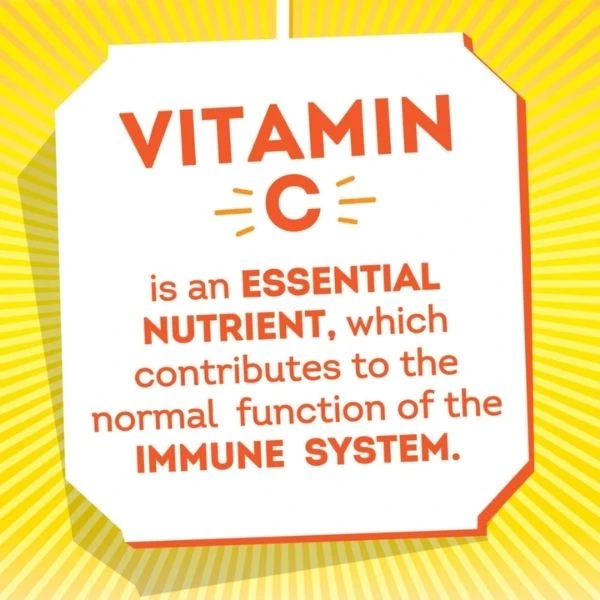 VITAMIN
C
is an ESSENTIAL
NUTRIENT, which
contributes to the
normal function of the
IMMUNE SYSTEM.